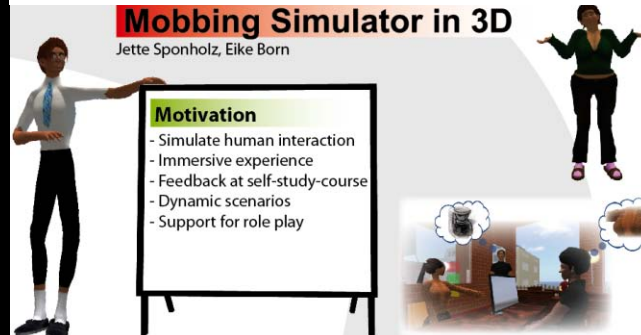 Mobbing Simulator in 3D
Jette Sponholz, Eike Born
Motivation
- Simulate human interaction
- Immersive experience
- Feedback at self-study-course
- Dynamic scenarios
- Support for role play